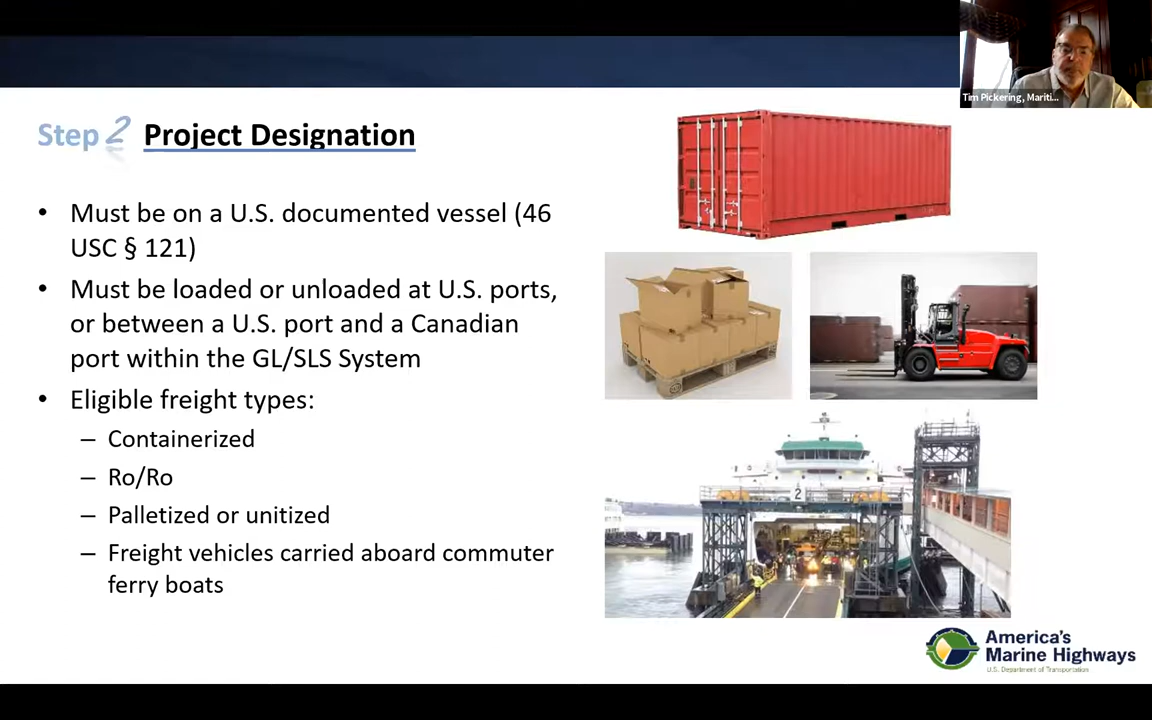 Tim Pickering, Mariti...
Step 2 Project Designation
• Must be on a U.S. documented vessel (46
USC § 121)
• Must be loaded or unloaded at U.S. ports,
or between a U.S. port and a Canadian
port within the GL/SLS System
• Eligible freight types:
– Containerized
– Ro/Ro
– Palletized or unitized
– Freight vehicles carried aboard commuter
ferry boats
2
America's
Marine Highways
U.S. Department of Transportation